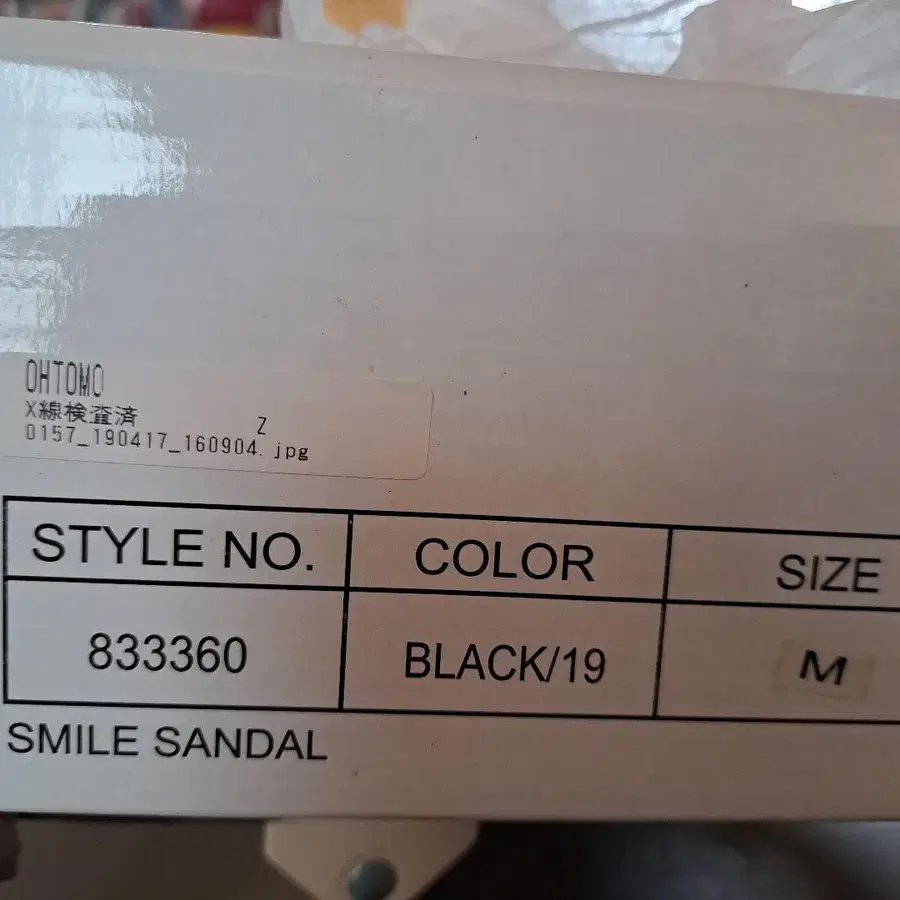 OHTOMO
X線検査済 Z
0157_190417_160904.jpg
STYLE NO. COLOR SIZE
833360 BLACK/19 M
SMILE SANDAL